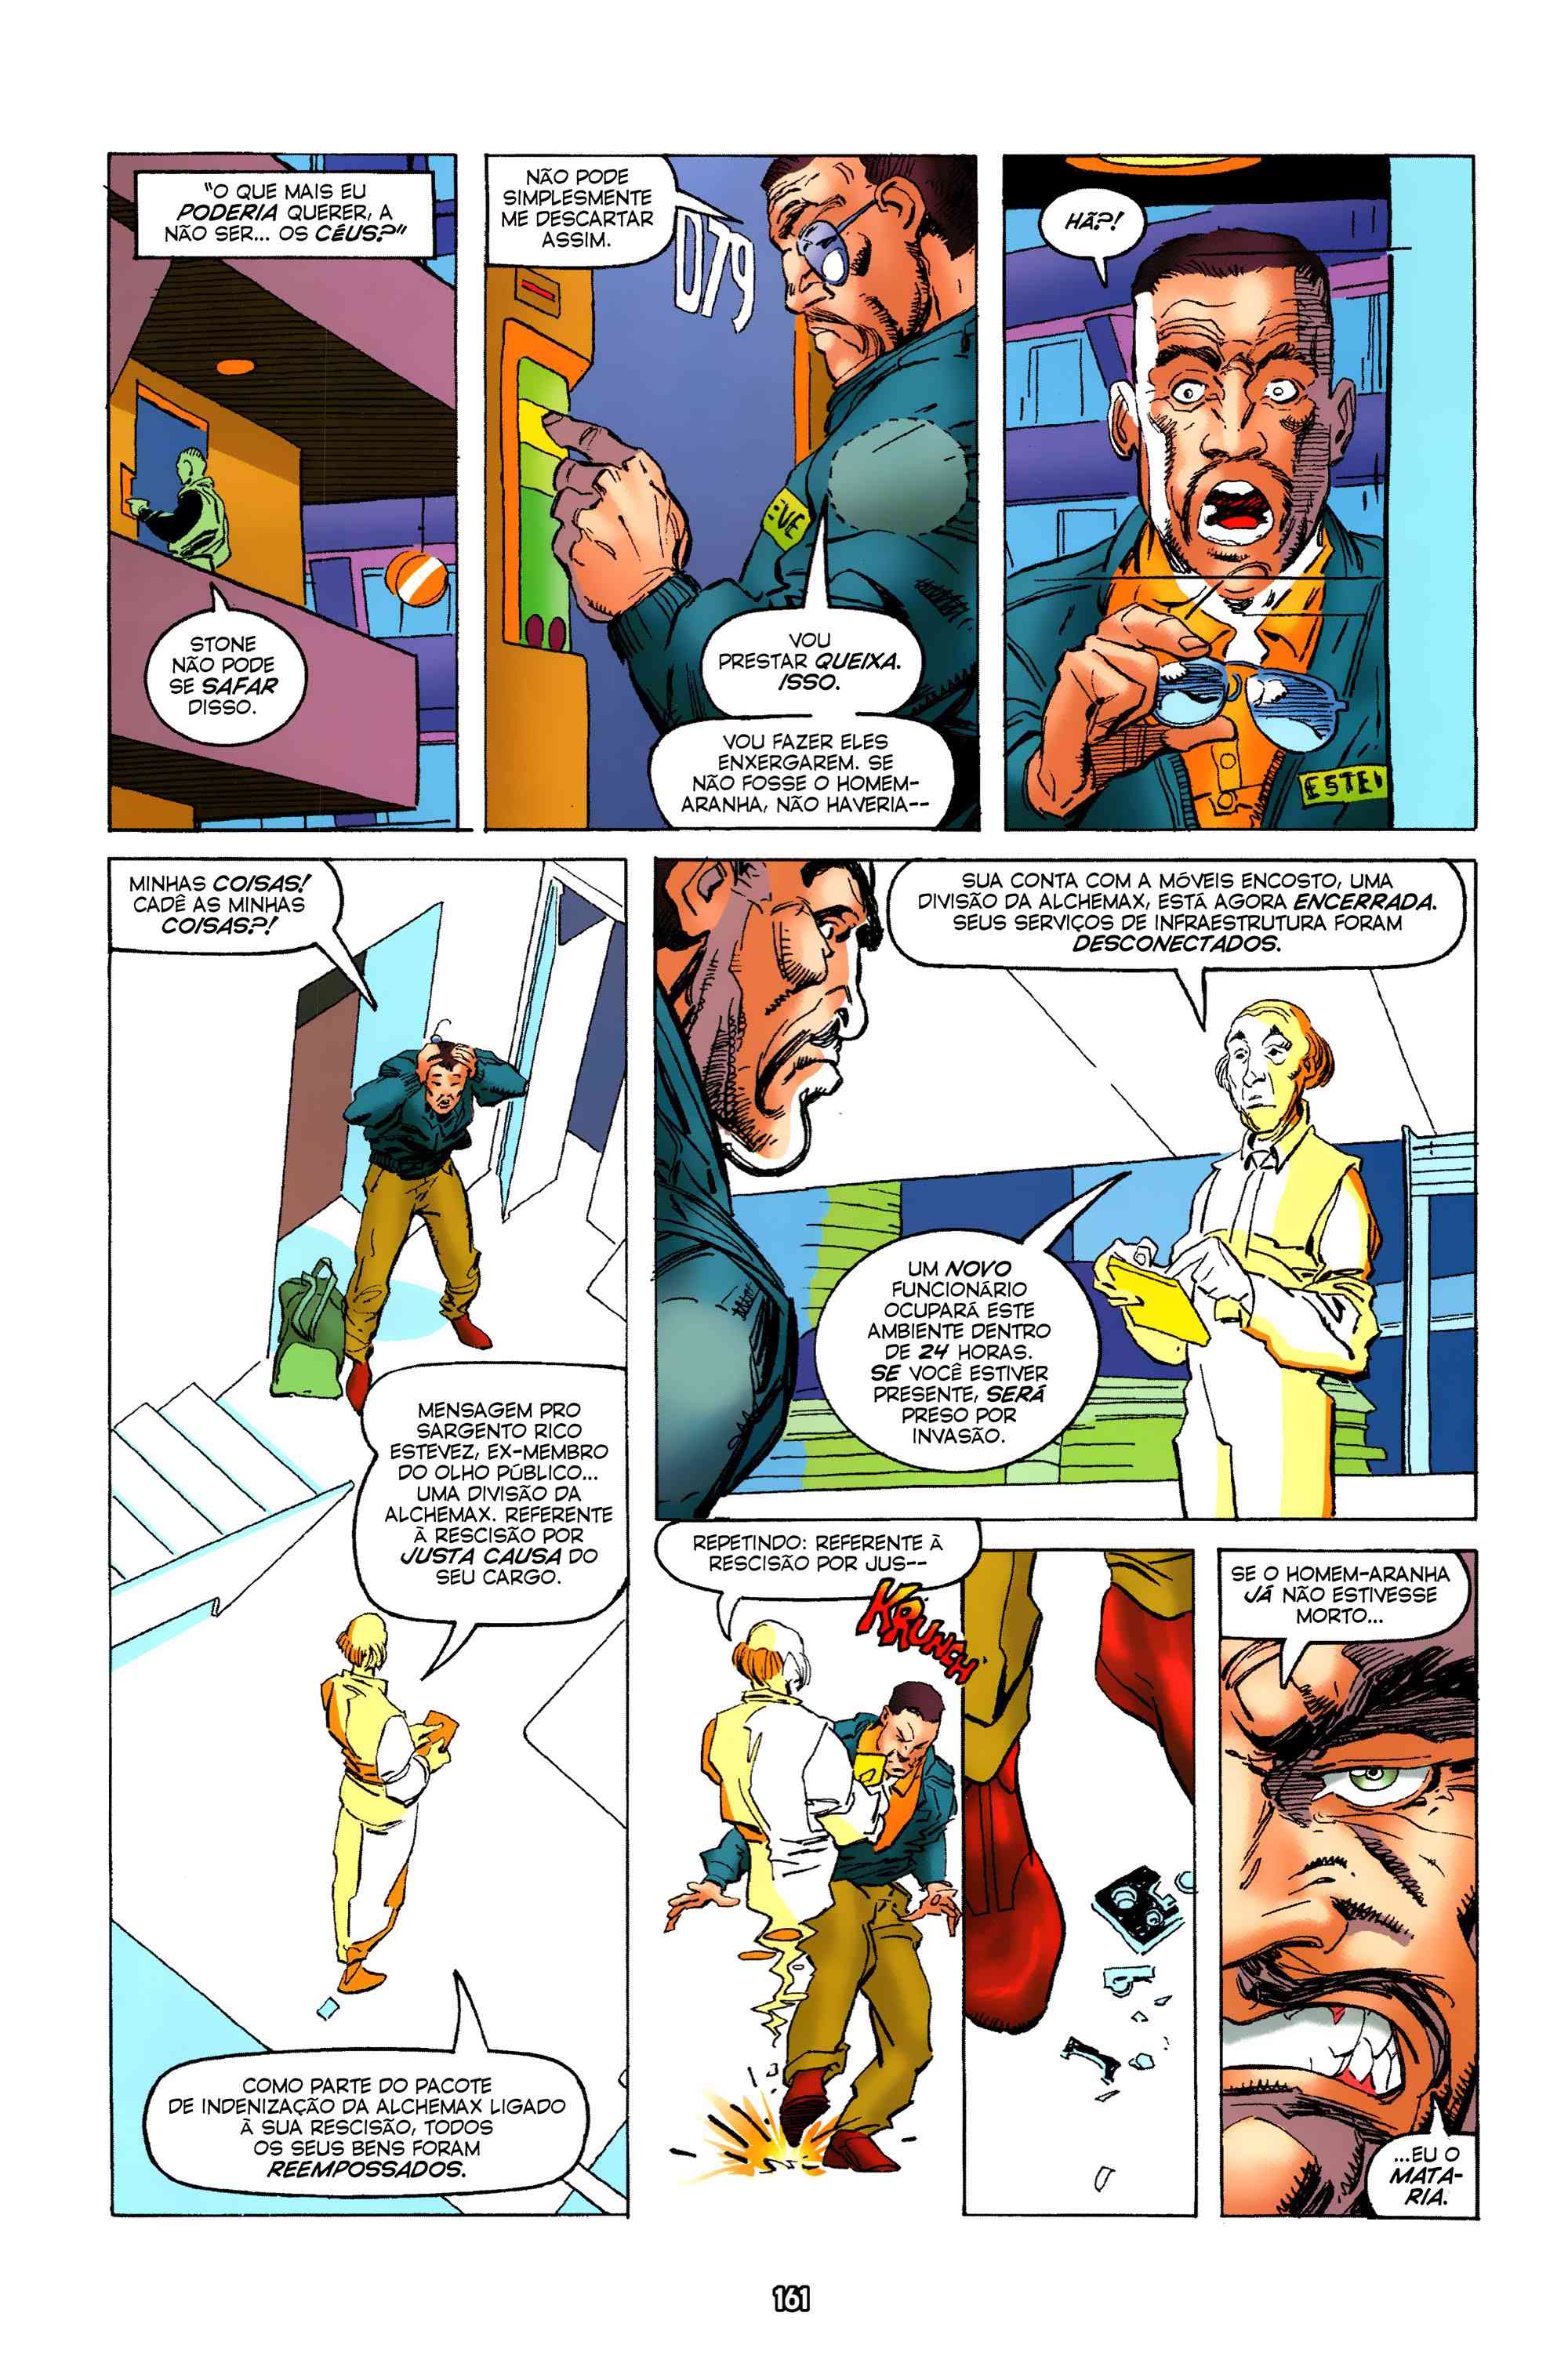 "O QUE MAIS EU
PODERIA QUERER, A
NÃO SER... OS CÉUS?"
STONE
NÃO PODE
SE SAFAR
DISSO.
NÃO PODE
SIMPLESMENTE
ME DESCARTAR
ASSIM.
D79
EVE
VOU
PRESTAR QUEIXA.
ISSO.
VOU FAZER ELES
ENXERGAREM. SE
NÃO FOSSE O HOMEM-
ARANHA, NÃO HAVERIA--
HÃ?!
ESTE
MINHAS COISAS!
CADÊ AS MINHAS
COISAS?!
MENSAGEM PRO
SARGENTO RICO
ESTEVEZ, EX-MEMBRO
DO OLHO PÚBLICO...
UMA DIVISÃO DA
ALCHEMAX. REFERENTE
À RESCISÃO POR
JUSTA CAUSA DO
SEU CARGO.
COMO PARTE DO PACOTE
DE INDENIZAÇÃO DA ALCHEMAX LIGADO
À SUA RESCISÃO, TODOS
OS SEUS BENS FORAM
REEMPOSSADOS.
SUA CONTA COM A MÓVEIS ENCOSTO, UMA
DIVISÃO DA ALCHEMAX, ESTÁ AGORA ENCERRADA.
SEUS SERVIÇOS DE INFRAESTRUTURA FORAM
DESCONECTADOS.
UM NOVO
FUNCIONÁRIO
OCUPARÁ ESTE
AMBIENTE DENTRO
DE 24 HORAS.
SE VOCÊ ESTIVER
PRESENTE, SERÁ
PRESO POR
INVASÃO.
REPETINDO: REFERENTE À
RESCISÃO POR JUS--
KRUNCH
SE O HOMEM-ARANHA
JÁ NÃO ESTIVESSE
MORTO...
...EU O
MATA-
RIA.
161